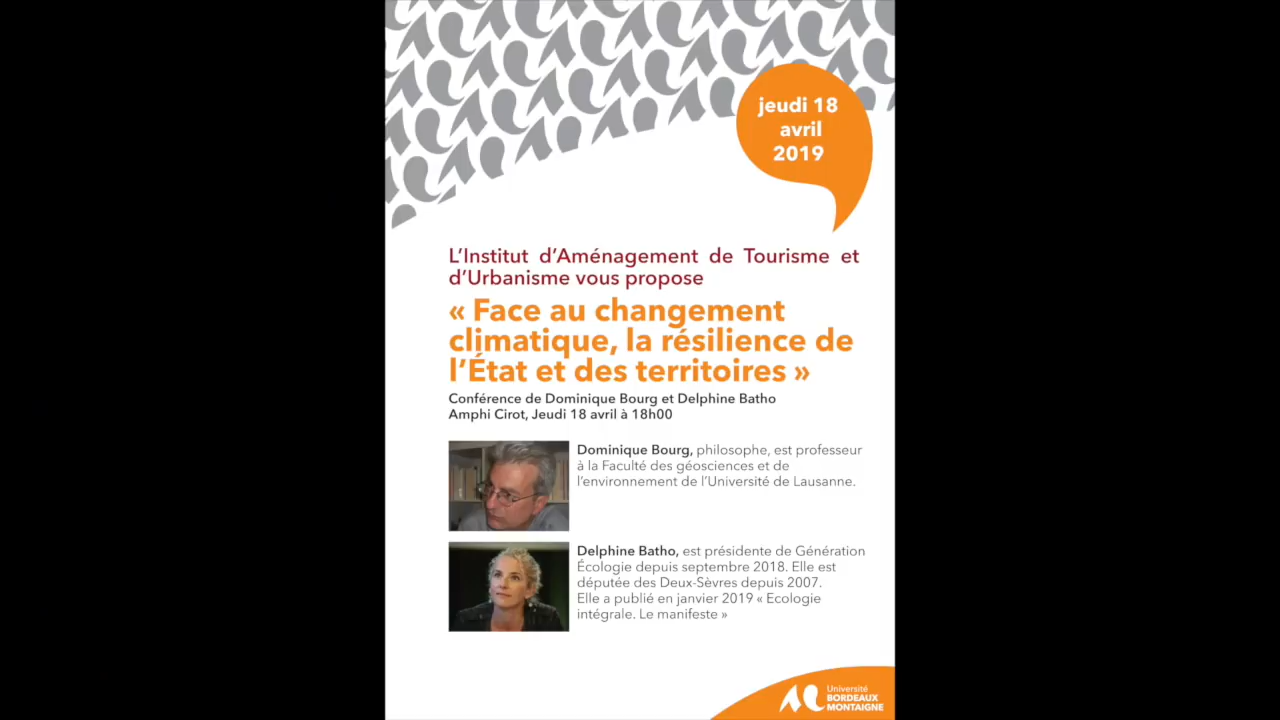 jeudi 18
avril
2019
L’Institut d’Aménagement de Tourisme et
d’Urbanisme vous propose
« Face au changement
climatique, la résilience de
l’État et des territoires »
Conférence de Dominique Bourg et Delphine Batho
Amphi Cirot, Jeudi 18 avril à 18h00
Dominique Bourg, philosophe, est professeur
à la Faculté des géosciences et de
l’environnement de l’Université de Lausanne.
Delphine Batho, est présidente de Génération
Écologie depuis septembre 2018. Elle est
députée des Deux-Sèvres depuis 2007.
Elle a publié en janvier 2019 « Ecologie
intégrale. Le manifeste »
Université
BORDEAUX
MONTAIGNE